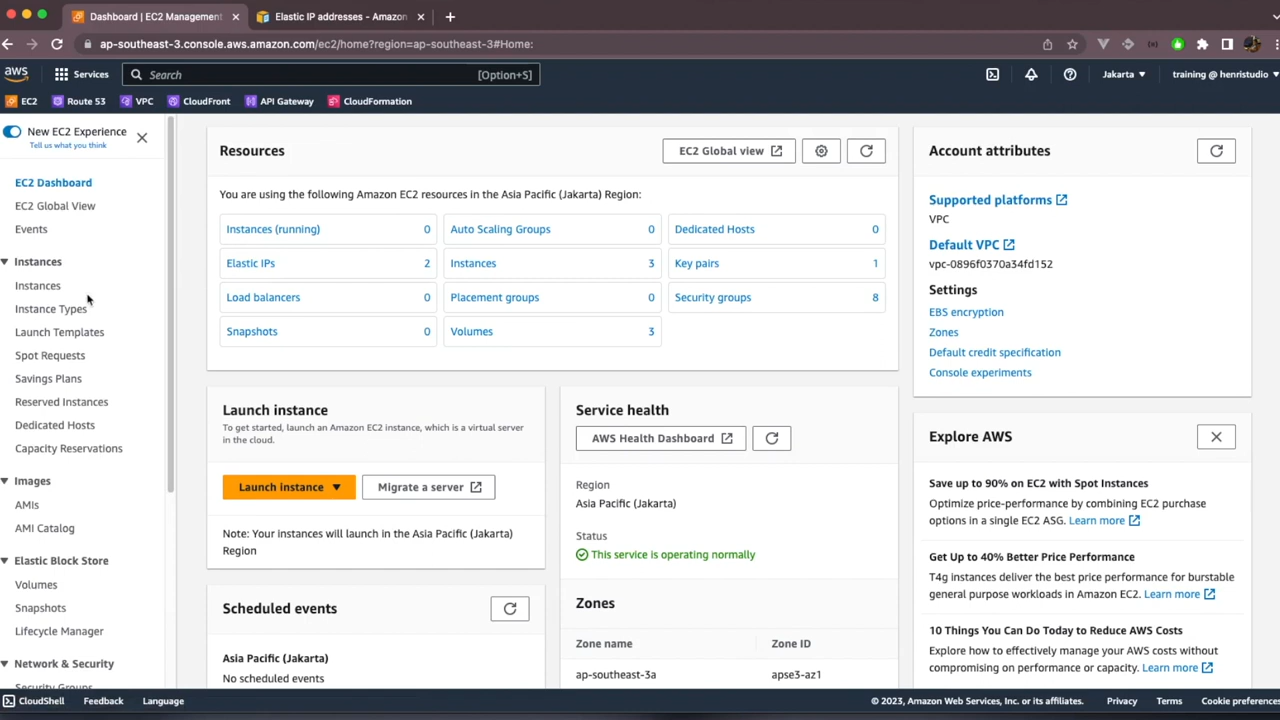 Dashboard | EC2 Management
Elastic IP addresses - Amazon
ap-southeast-3.console.aws.amazon.com/ec2/home?region=ap-southeast-3#Home:
aws
Services
Search
[Option+S]
Jakarta
training @ henristudio
EC2
Route 53
VPC
CloudFront
API Gateway
CloudFormation
New EC2 Experience
Tell us what you think
EC2 Dashboard
EC2 Global View
Events
Instances
Instances
Instance Types
Launch Templates
Spot Requests
Savings Plans
Reserved Instances
Dedicated Hosts
Capacity Reservations
Images
AMIs
AMI Catalog
Elastic Block Store
Volumes
Snapshots
Lifecycle Manager
Network & Security
Security Groups
Resources
EC2 Global view
You are using the following Amazon EC2 resources in the Asia Pacific (Jakarta) Region:
Instances (running) 0
Auto Scaling Groups 0
Dedicated Hosts 0
Elastic IPs 2
Instances 3
Key pairs 1
Load balancers 0
Placement groups 0
Security groups 8
Snapshots 0
Volumes 3
Launch instance
To get started, launch an Amazon EC2 instance, which is a virtual server
in the cloud.
Launch instance
Migrate a server
Note: Your instances will launch in the Asia Pacific (Jakarta)
Region
Scheduled events
Asia Pacific (Jakarta)
No scheduled events
Service health
AWS Health Dashboard
Region
Asia Pacific (Jakarta)
Status
This service is operating normally
Zones
Zone name
Zone ID
ap-southeast-3a
apse3-az1
Account attributes
Supported platforms
VPC
Default VPC
vpc-0896f0370a34fd152
Settings
EBS encryption
Zones
Default credit specification
Console experiments
Explore AWS
Save up to 90% on EC2 with Spot Instances
Optimize price-performance by combining EC2 purchase
options in a single EC2 ASG. Learn more
Get Up to 40% Better Price Performance
T4g instances deliver the best price performance for burstable
general purpose workloads in Amazon EC2. Learn more
10 Things You Can Do Today to Reduce AWS Costs
Explore how to effectively manage your AWS costs without
compromising on performance or capacity. Learn more
CloudShell
Feedback
Language
© 2023, Amazon Web Services, Inc. or its affiliates.
Privacy
Terms
Cookie preferences